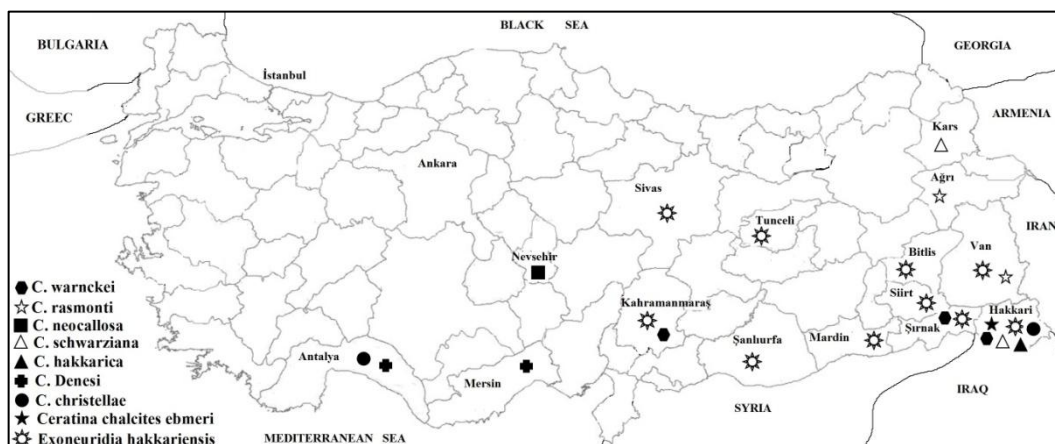 BLACK SEA
BULGARIA
GEORGIA
İstanbul
GREEC
ARMENIA
Kars
Ankara
Ağrı
Sivas
Tunceli
IRAN
Bitlis
Van
Nevsehir
Siirt
C. warnckei
Kahramanmaraş
Hakkari
C. rasmonti
Şırnak
C. neocallosa
Mardin
Şanlıurfa
C. schwarziana
Antalya
C. hakkarica
Mersin
C. Denesi
IRAQ
C. christellae
SYRIA
Ceratina chalcites ebmeri
Exoneuridia hakkariensis
MEDITERRANEAN SEA